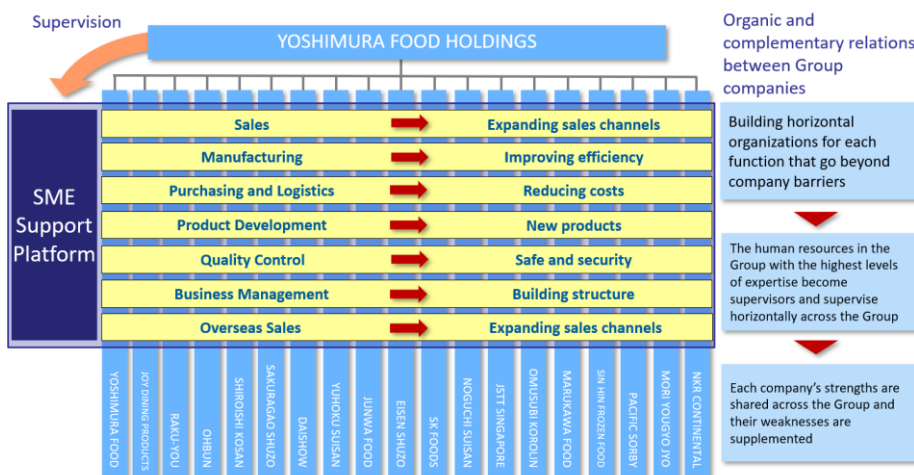 Supervision
YOSHIMURA FOOD HOLDINGS
Organic and
complementary relations
between Group
companies
SME
Support
Platform
Sales
Expanding sales channels
Manufacturing
Improving efficiency
Purchasing and Logistics
Reducing costs
Product Development
New products
Quality Control
Safe and security
Business Management
Building structure
Overseas Sales
Expanding sales channels
Building horizontal
organizations for each
function that go beyond
company barriers
The human resources in the
Group with the highest levels
of expertise become
supervisors and supervise
horizontally across the Group
Each company’s strengths are
shared across the Group and
their weaknesses are
supplemented
YOSHIMURA FOOD
JOY DINING PRODUCTS
RAKU-YOU
OHBUN
SHIROISHI KOSAN
SAKURAGAO SHUZO
DAISHOW
YUHOKU SUISAN
JUNWA FOOD
EISEN SHUZO
SK FOODS
NOGUCHI SUISAN
JSTT SINGAPORE
OMUSUBI KOROLIN
MARUKAWA FOOD
SIN HIN FROZEN FOOD
PACIFIC SORBY
MORI YOUGYO JYO
NKR CONTINENTAL